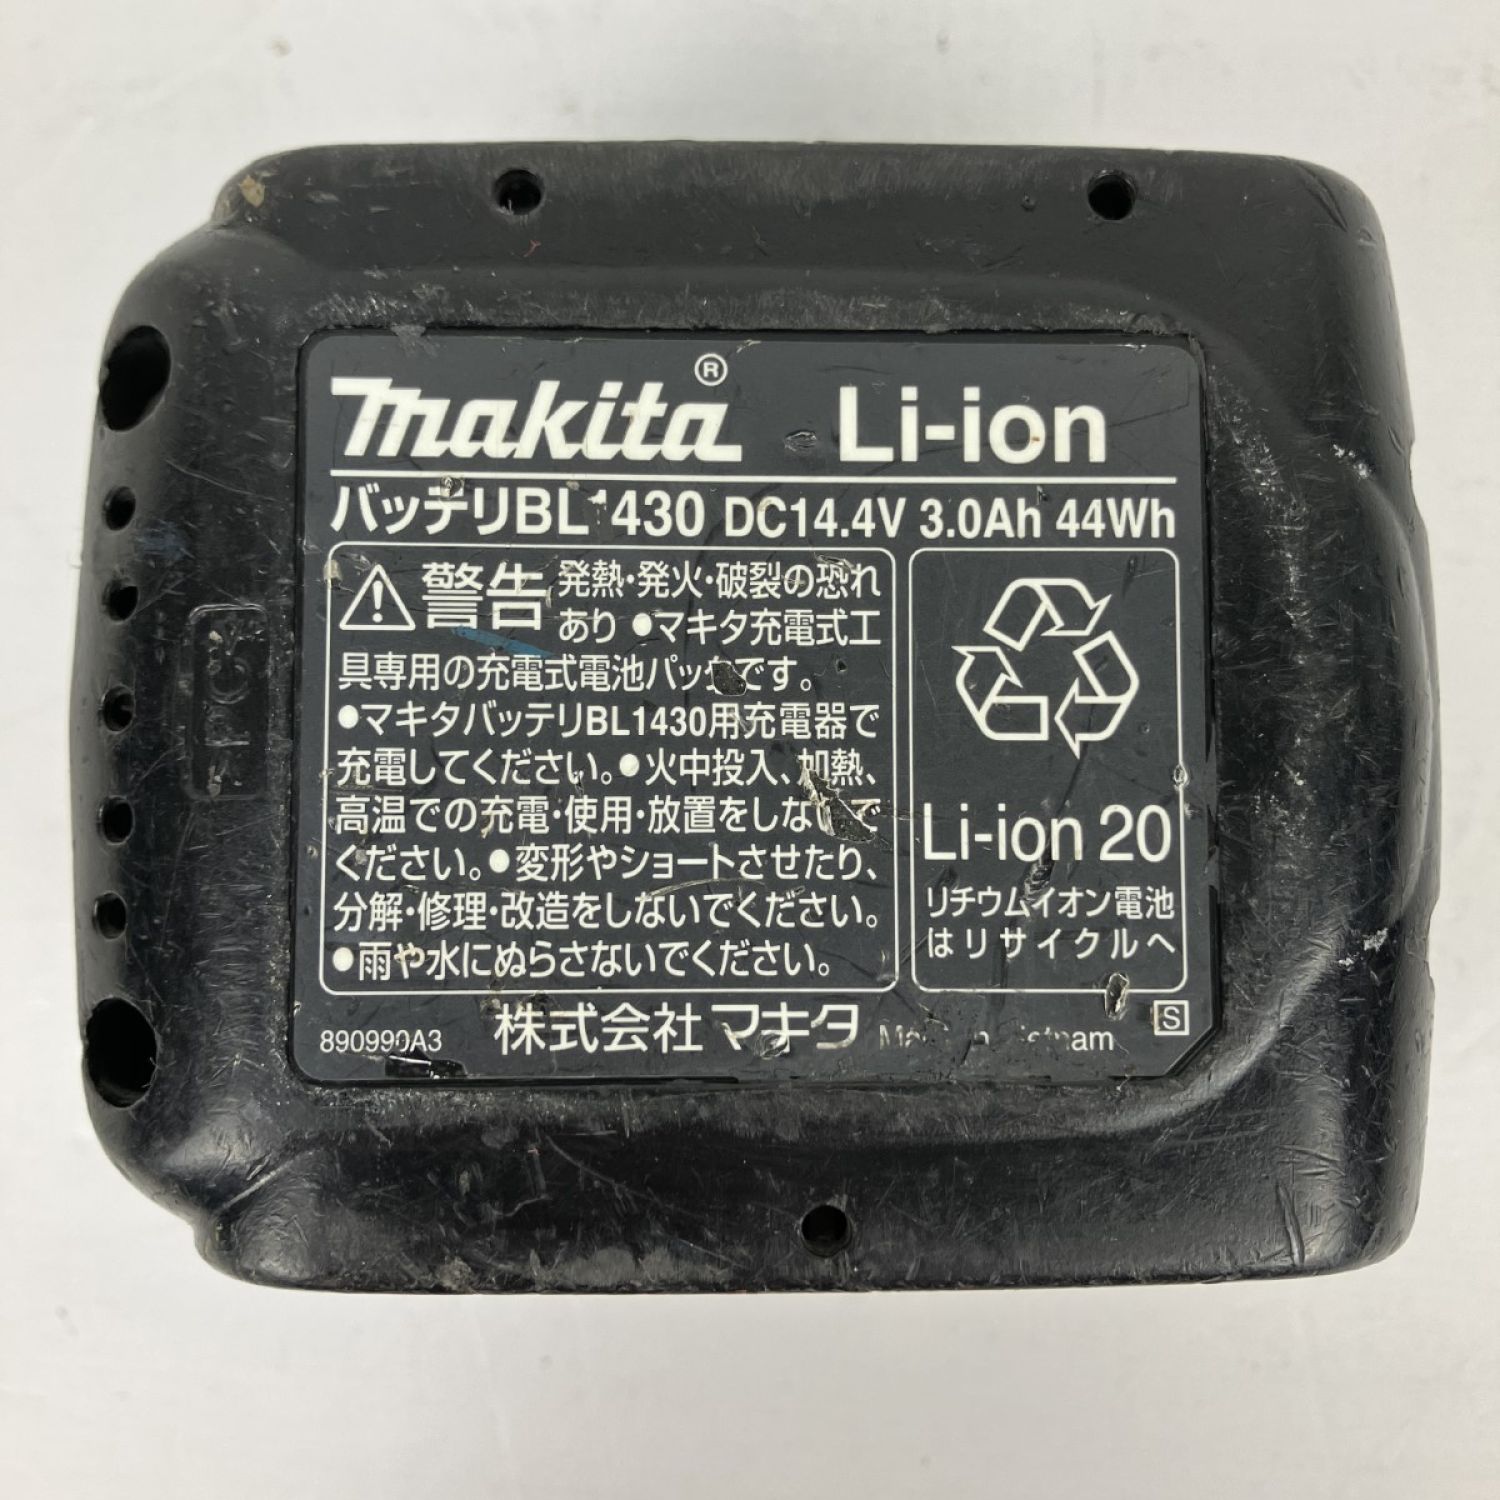 makita® Li-ion
バッテリBL1430 DC14.4V 3.0Ah 44Wh
警告 発熱・発火・破裂の恐れ
あり ●マキタ充電式工
具専用の充電式電池パックです。
●マキタバッテリBL1430用充電器で
充電してください。●火中投入、加熱、
高温での充電・使用・放置をしないで
ください。●変形やショートさせたり、
分解・修理・改造をしないでください。
●雨や水にぬらさないでください。
Li-ion 20
リチウムイオン電池
はリサイクルへ
890990A3 株式会社マキタ Made in Vietnam S